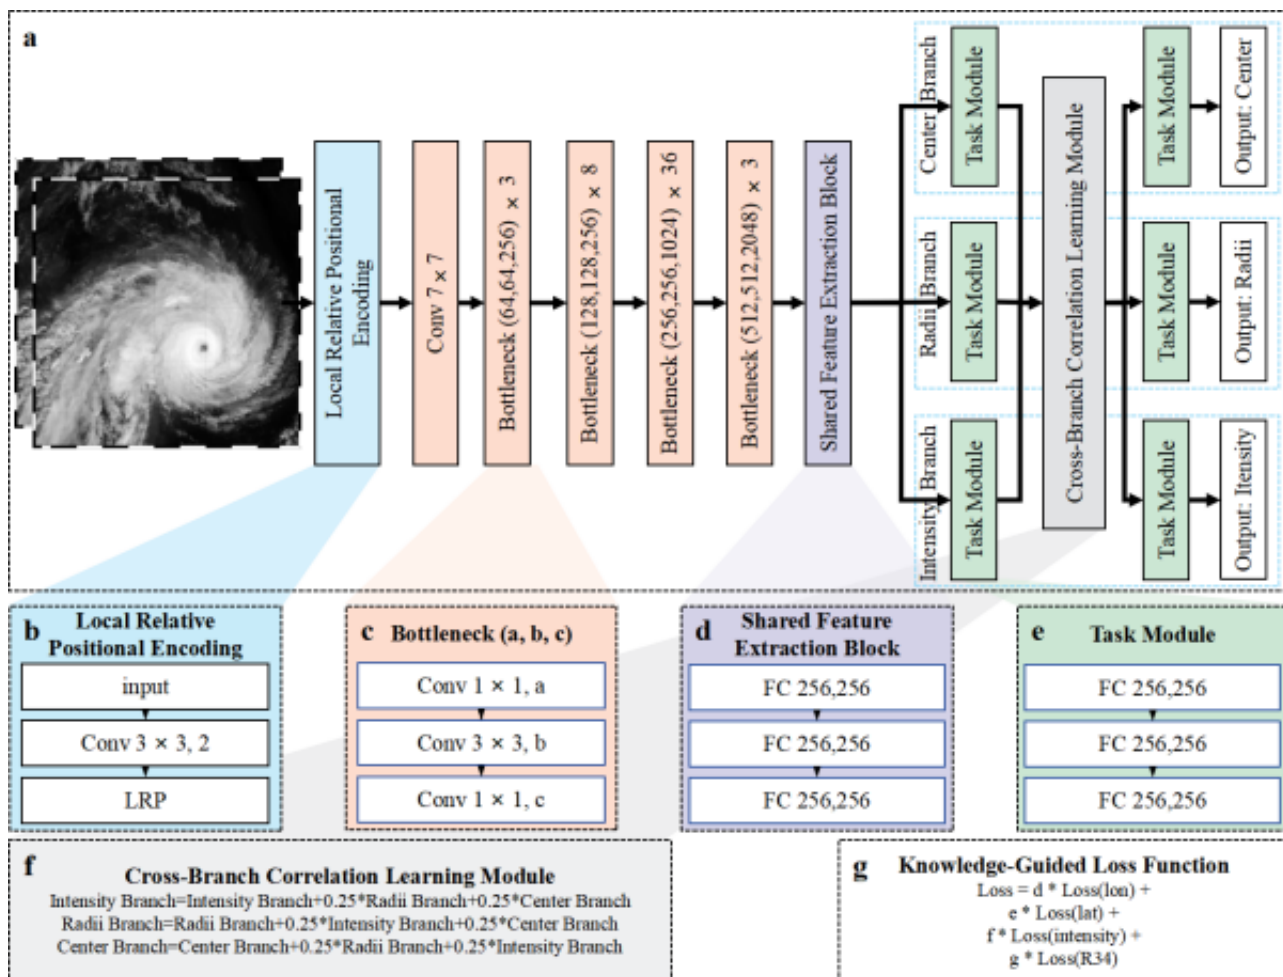 a
Local Relative Positional
Encoding
Conv 7 × 7
Bottleneck (64,64,256) × 3
Bottleneck (128,128,256) × 8
Bottleneck (256,256,1024) × 36
Bottleneck (512,512,2048) × 3
Shared Feature Extraction Block
Center Branch
Task Module
Radii Branch
Task Module
Intensity Branch
Task Module
Cross-Branch Correlation Learning Module
Task Module
Output: Center
Task Module
Output: Radii
Task Module
Output: Itensity
b
Local Relative
Positional Encoding
input
Conv 3 × 3, 2
LRP
c
Bottleneck (a, b, c)
Conv 1 × 1, a
Conv 3 × 3, b
Conv 1 × 1, c
d
Shared Feature
Extraction Block
FC 256,256
FC 256,256
FC 256,256
e
Task Module
FC 256,256
FC 256,256
FC 256,256
f
Cross-Branch Correlation Learning Module
Intensity Branch=Intensity Branch+0.25*Radii Branch+0.25*Center Branch
Radii Branch=Radii Branch+0.25*Intensity Branch+0.25*Center Branch
Center Branch=Center Branch+0.25*Radii Branch+0.25*Intensity Branch
g
Knowledge-Guided Loss Function
Loss = d * Loss(lon) +
e * Loss(lat) +
f * Loss(intensity) +
g * Loss(R34)